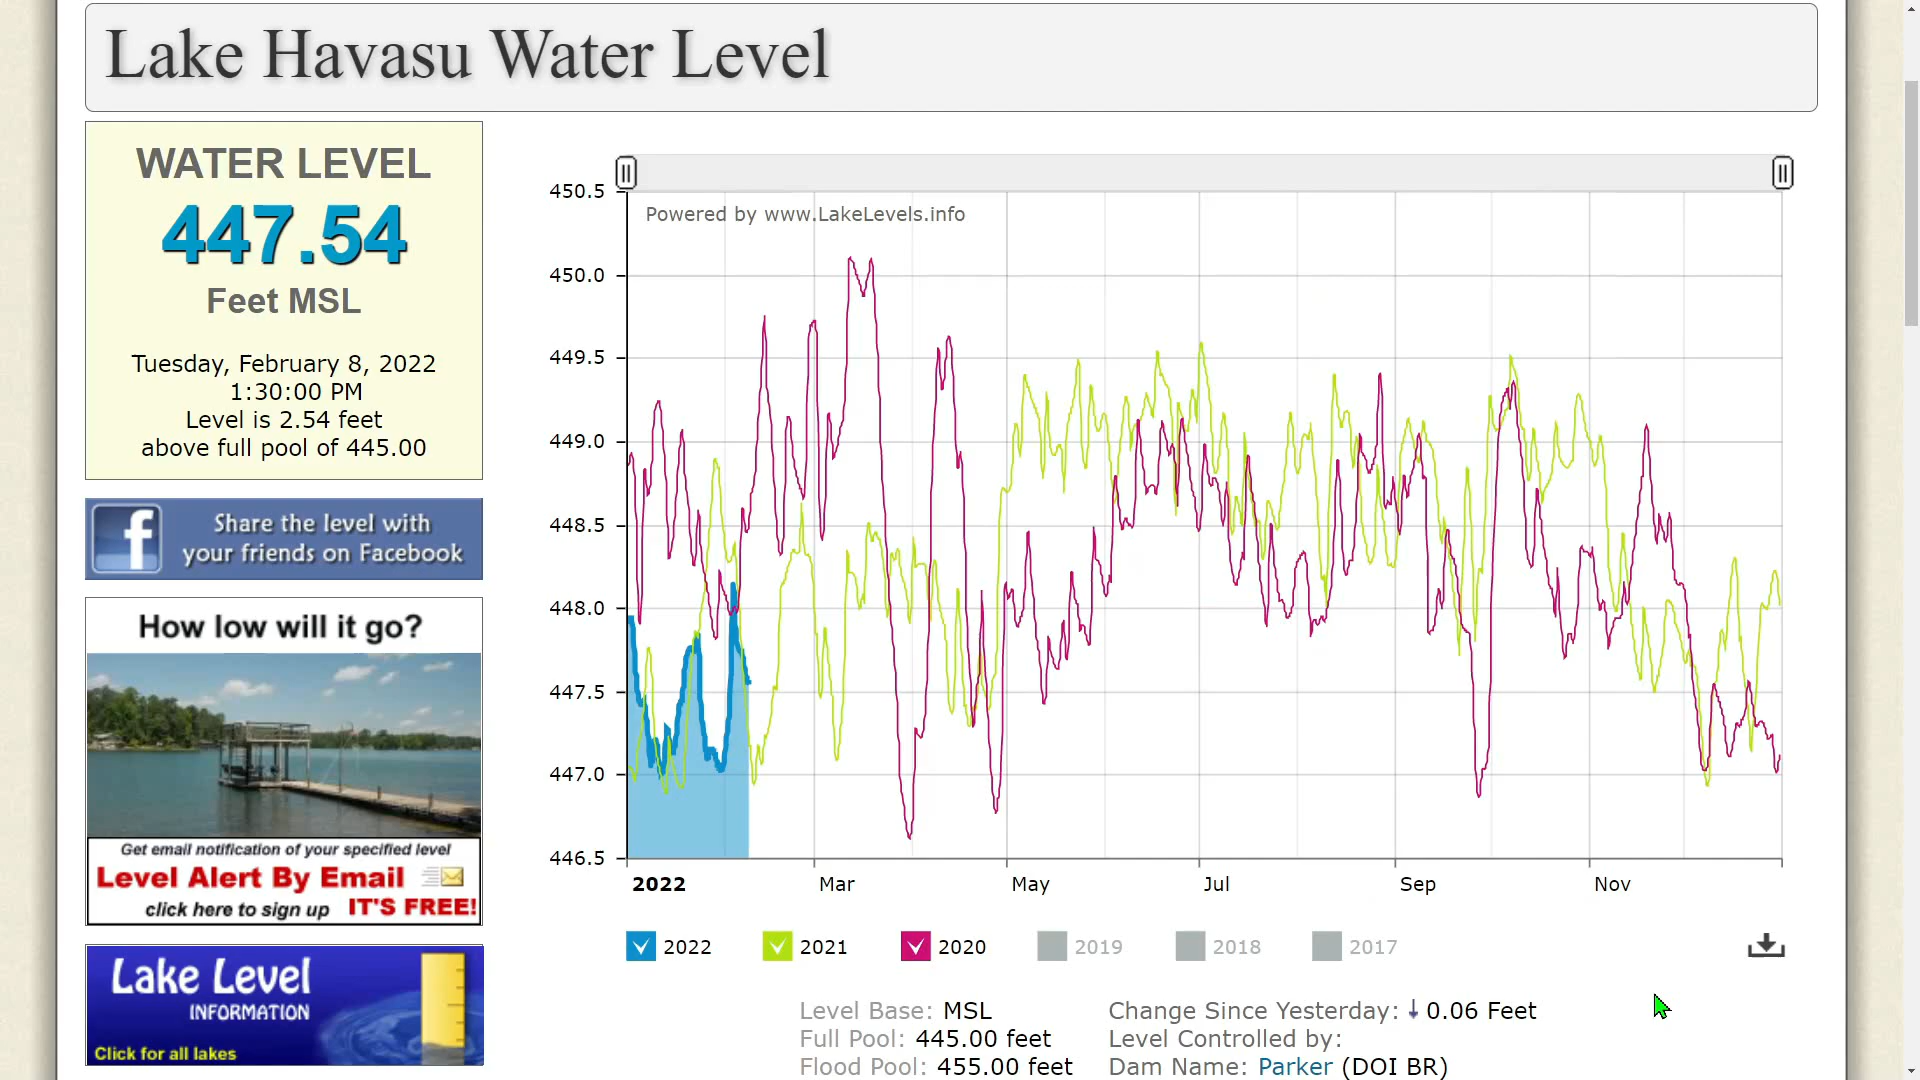 Lake Havasu Water Level
WATER LEVEL
447.54
Feet MSL
Tuesday, February 8, 2022
1:30:00 PM
Level is 2.54 feet
above full pool of 445.00
Share the level with
your friends on Facebook
How low will it go?
Get email notification of your specified level
Level Alert By Email
click here to sign up IT'S FREE!
Lake Level
INFORMATION
Click for all lakes
Powered by www.LakeLevels.info
450.5
450.0
449.5
449.0
448.5
448.0
447.5
447.0
446.5
2022 Mar May Jul Sep Nov
2022 2021 2020 2019 2018 2017
Level Base: MSL
Full Pool: 445.00 feet
Flood Pool: 455.00 feet
Change Since Yesterday: ↓ 0.06 Feet
Level Controlled by:
Dam Name: Parker (DOI BR)